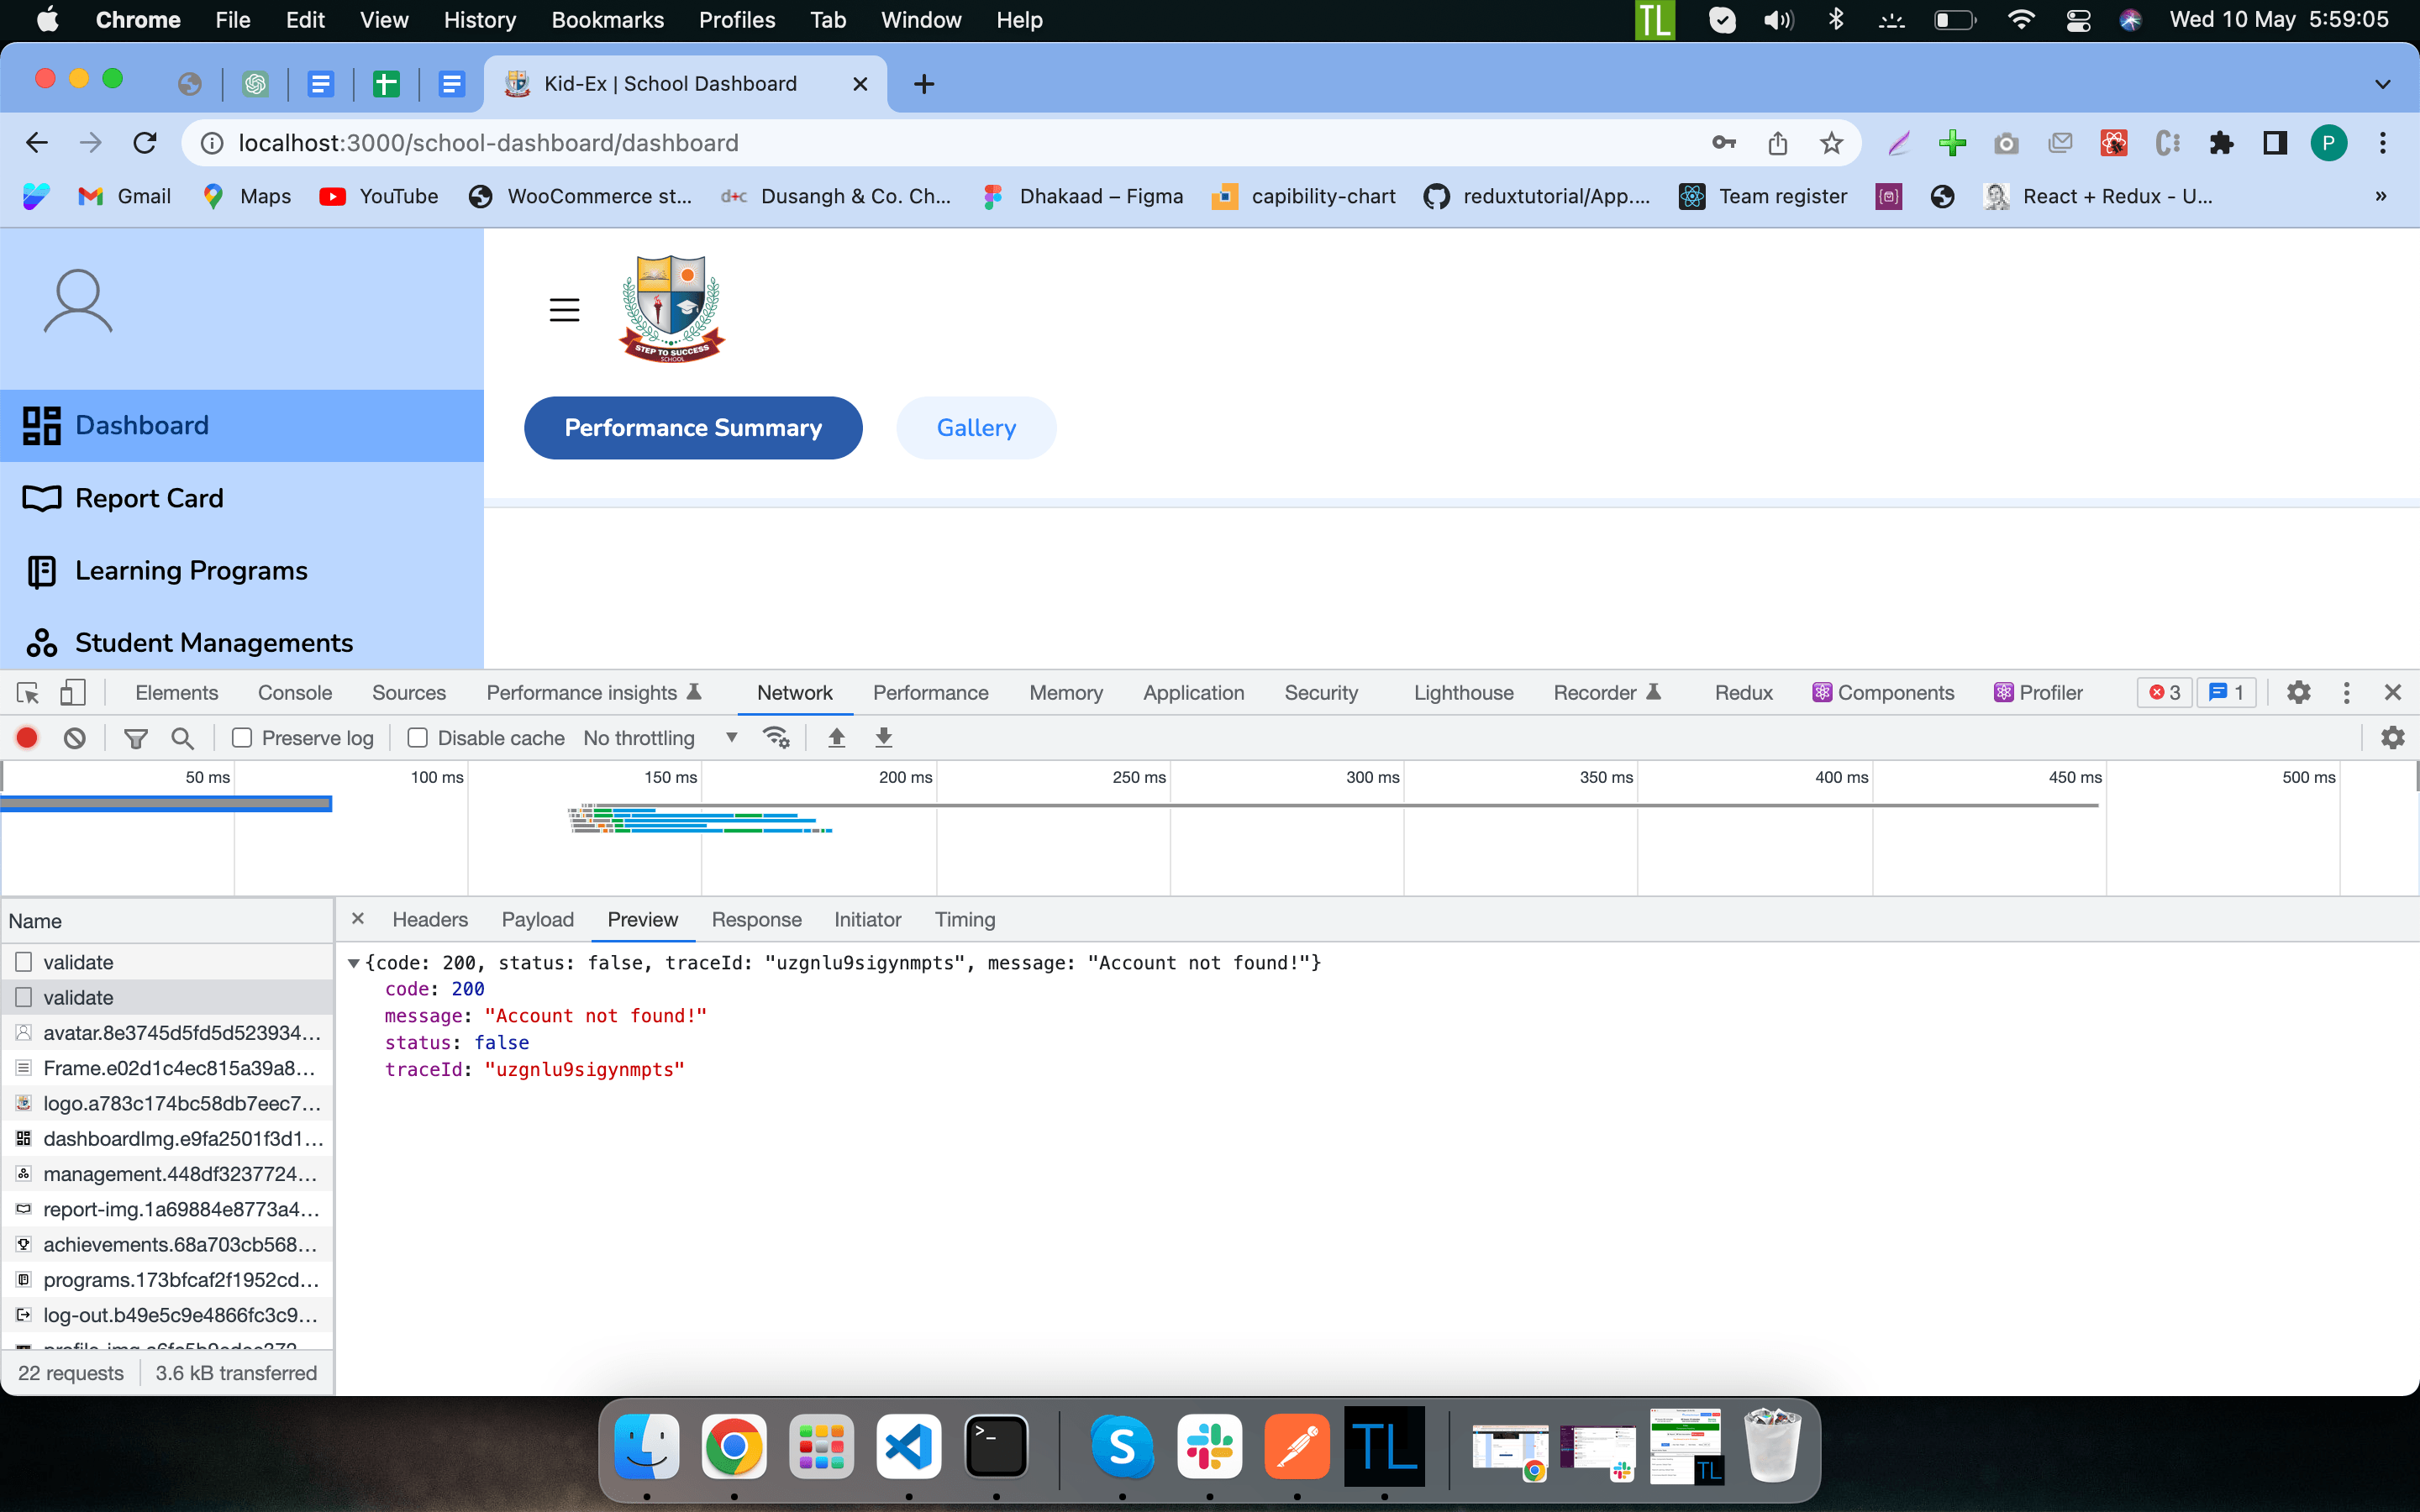 Chrome File Edit View History Bookmarks Profiles Tab Window Help TL Wed 10 May 5:59:05
Kid-Ex | School Dashboard
localhost:3000/school-dashboard/dashboard P
Gmail Maps YouTube WooCommerce st... d+c Dusangh & Co. Ch... Dhakaad – Figma capibility-chart reduxtutorial/App.... Team register React + Redux - U... »
STEP TO SUCCESS
SCHOOL
Performance Summary Gallery
Dashboard
Report Card
Learning Programs
Student Managements
Elements Console Sources Performance insights Network Performance Memory Application Security Lighthouse Recorder Redux Components Profiler 3 1
Preserve log Disable cache No throttling
50 ms 100 ms 150 ms 200 ms 250 ms 300 ms 350 ms 400 ms 450 ms 500 ms
Name
Headers Payload Preview Response Initiator Timing
validate
validate
avatar.8e3745d5fd5d523934...
Frame.e02d1c4ec815a39a8...
logo.a783c174bc58db7eec7...
dashboardImg.e9fa2501f3d1...
management.448df3237724...
report-img.1a69884e8773a4...
achievements.68a703cb568...
programs.173bfcaf2f1952cd...
log-out.b49e5c9e4866fc3c9...
{code: 200, status: false, traceId: "uzgnlu9sigynmpts", message: "Account not found!"}
code: 200
message: "Account not found!"
status: false
traceId: "uzgnlu9sigynmpts"
22 requests 3.6 kB transferred
S TL TL